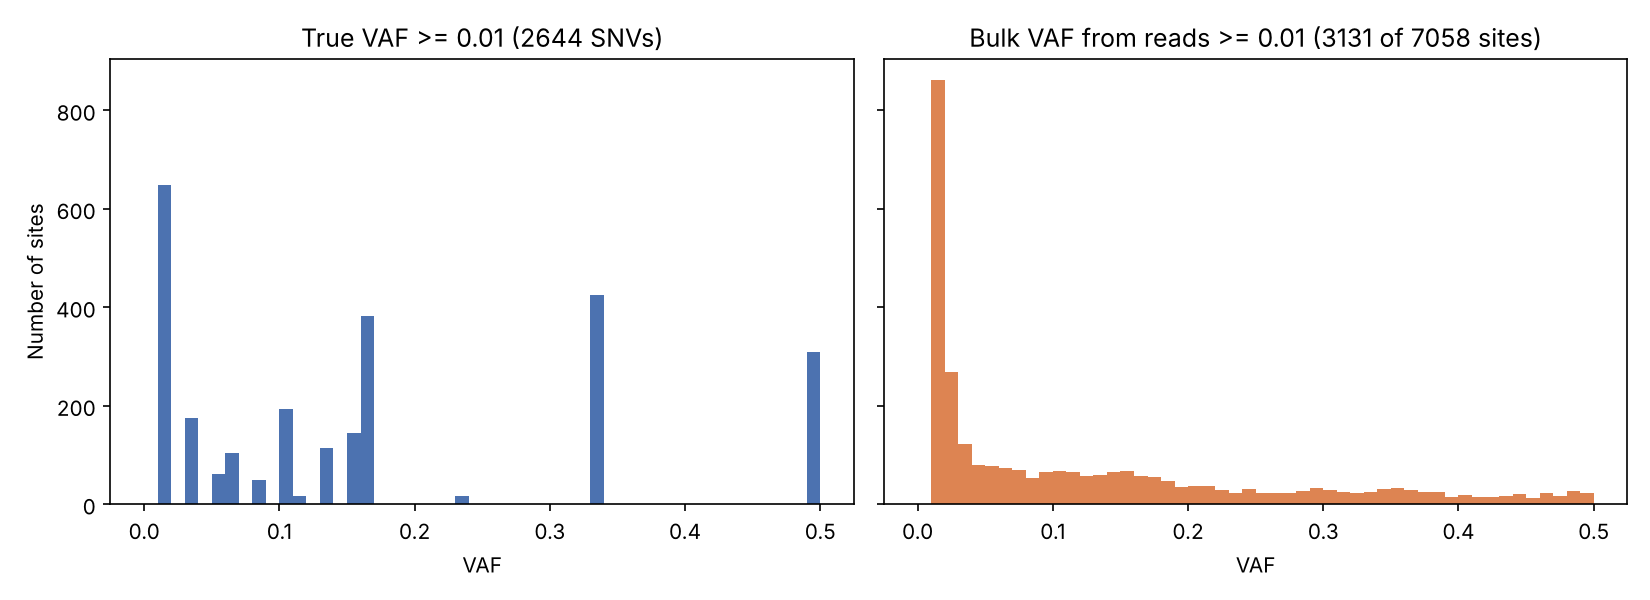 True VAF >= 0.01 (2644 SNVs)
Number of sites
800
600
400
200
0
0.0 0.1 0.2 0.3 0.4 0.5
VAF
Bulk VAF from reads >= 0.01 (3131 of 7058 sites)
0.0 0.1 0.2 0.3 0.4 0.5
VAF